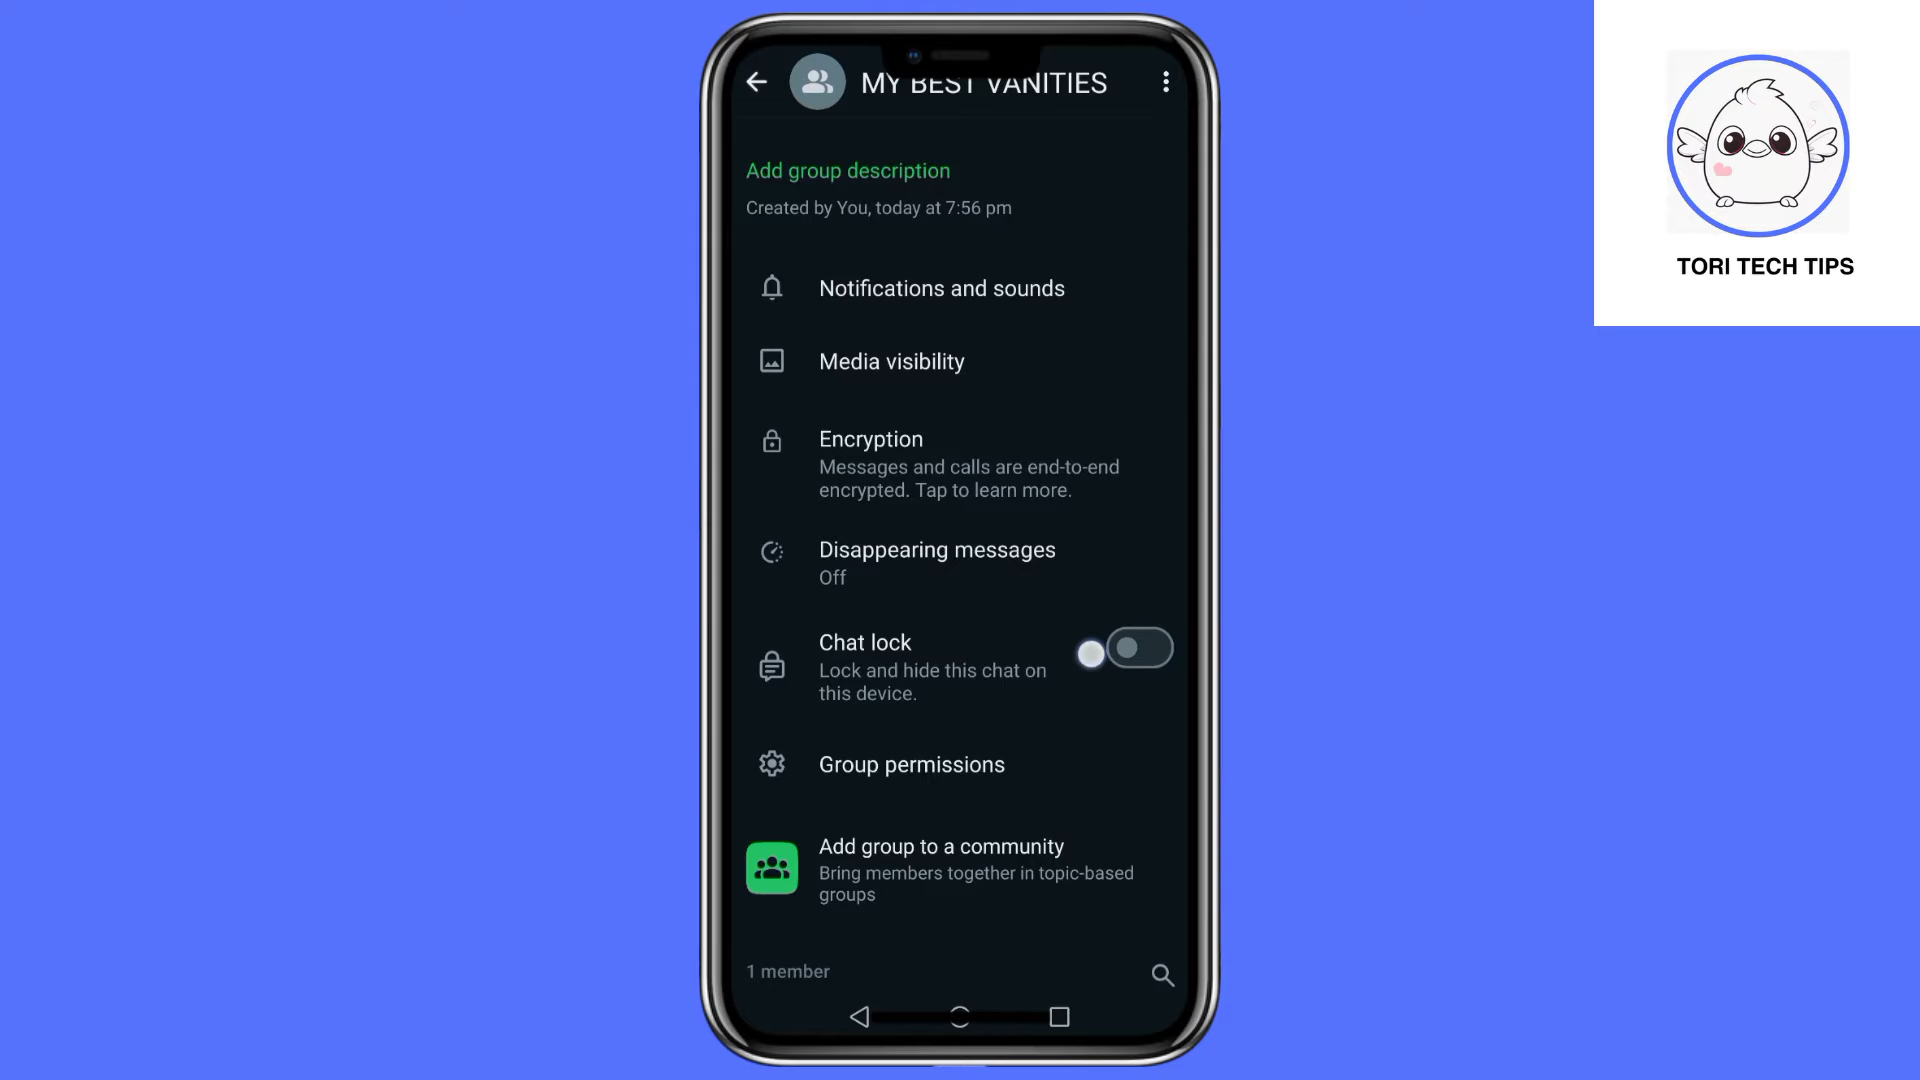 MY BEST VANITIES
TORI TECH TIPS
Add group description
Created by You, today at 7:56 pm
Notifications and sounds
Media visibility
Encryption
Messages and calls are end-to-end
encrypted. Tap to learn more.
Disappearing messages
Off
Chat lock
Lock and hide this chat on
this device.
Group permissions
Add group to a community
Bring members together in topic-based
groups
1 member